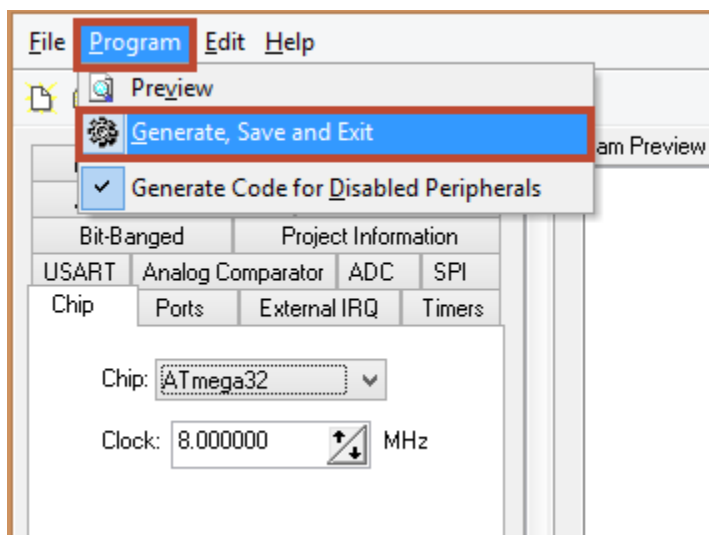 File Program Edit Help
Preview
Generate, Save and Exit
am Preview
Generate Code for Disabled Peripherals
Bit-Banged Project Information
USART Analog Comparator ADC SPI
Chip Ports External IRQ Timers
Chip: ATmega32
Clock: 8.000000 MHz